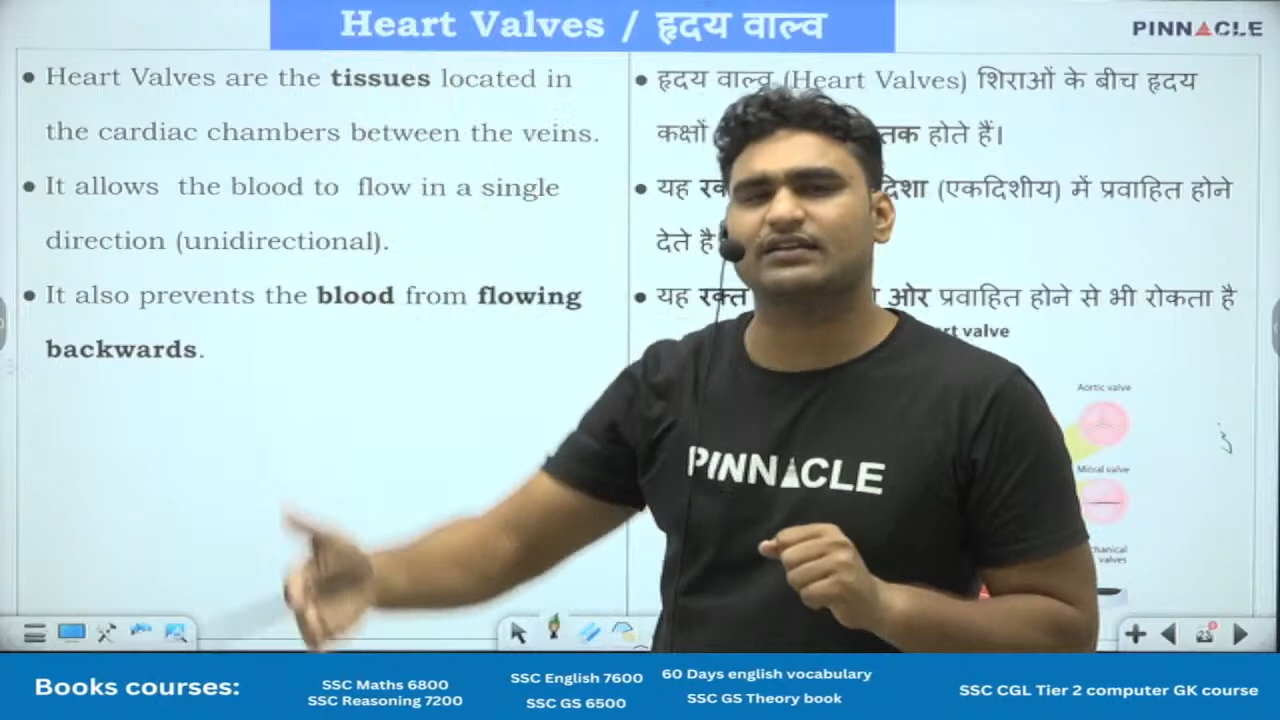 Heart Valves / हृदय वाल्व
PINNACLE
• Heart Valves are the tissues located in
the cardiac chambers between the veins.
• It allows the blood to flow in a single
direction (unidirectional).
• It also prevents the blood from flowing
backwards.
• हृदय वाल्व (Heart Valves) शिराओं के बीच हृदय
कक्षों होते हैं।
• यह (एकदिशीय) में प्रवाहित होने
देते है
• यह रक्त ओर प्रवाहित होने से भी रोकता है
valve
Aortic valve
Mitral valve
valves
PINNACLE
23
Books courses:
SSC Maths 6800
SSC Reasoning 7200
SSC English 7600
SSC GS 6500
60 Days english vocabulary
SSC GS Theory book
SSC CGL Tier 2 computer GK course